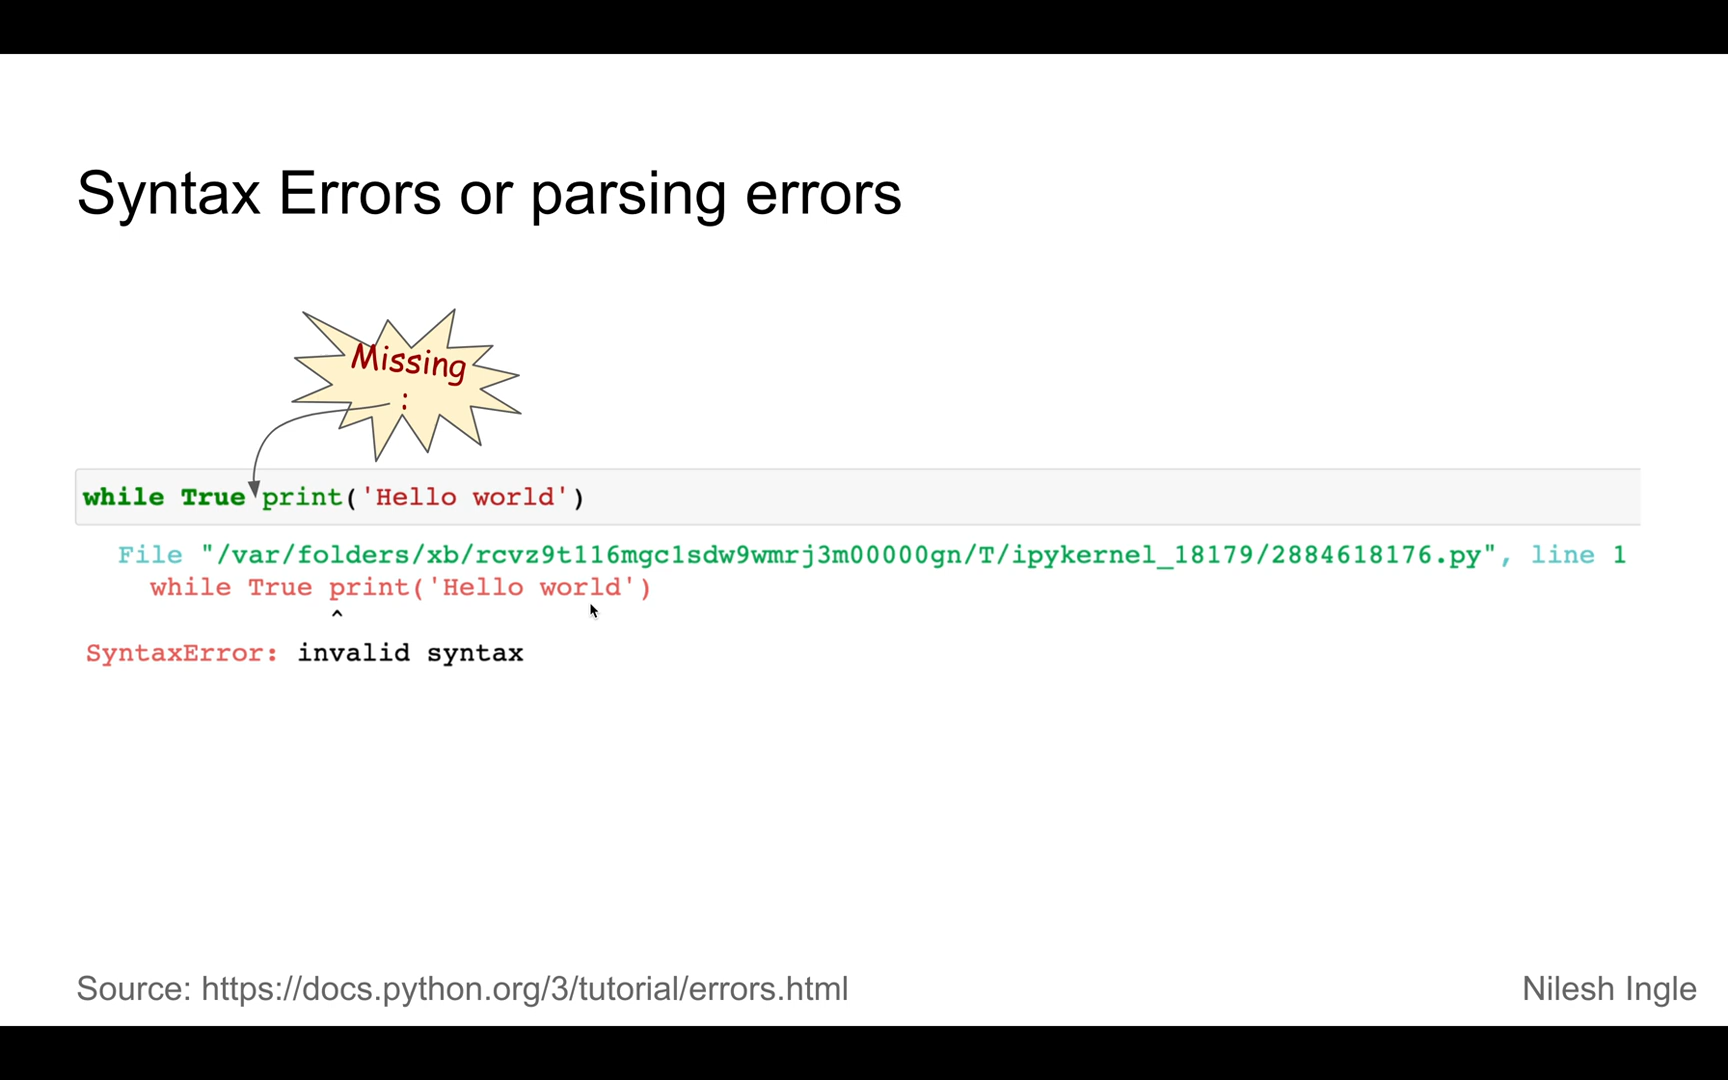 Syntax Errors or parsing errors
Missing
:
while True print('Hello world')
File "/var/folders/xb/rcvz9t116mgc1sdw9wmrj3m00000gn/T/ipykernel_18179/2884618176.py", line 1
while True print('Hello world')
^
SyntaxError: invalid syntax
Source: https://docs.python.org/3/tutorial/errors.html
Nilesh Ingle